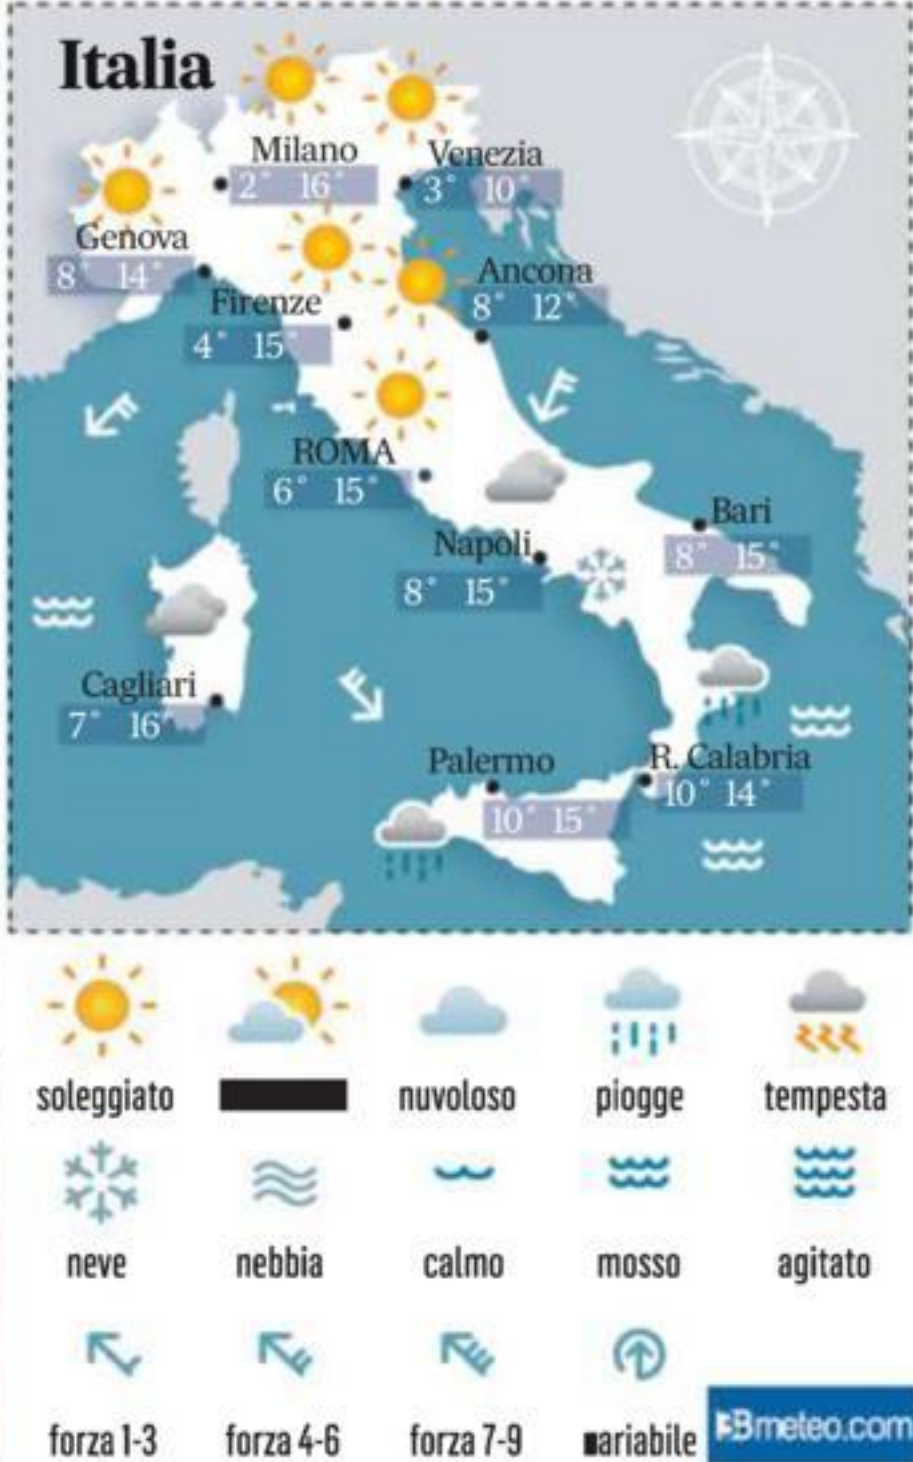 Italia
Milano
2° 16°
Venezia
3° 10°
Genova
8° 14°
Ancona
8° 12°
Firenze
4° 15°
ROMA
6° 15°
Bari
8° 15°
Napoli
8° 15°
Cagliari
7° 16°
Palermo
10° 15°
R. Calabria
10° 14°
soleggiato
nuvoloso
piogge
tempesta
neve
nebbia
calmo
mosso
agitato
forza 1-3
forza 4-6
forza 7-9
ariabile
3Bmeteo.com